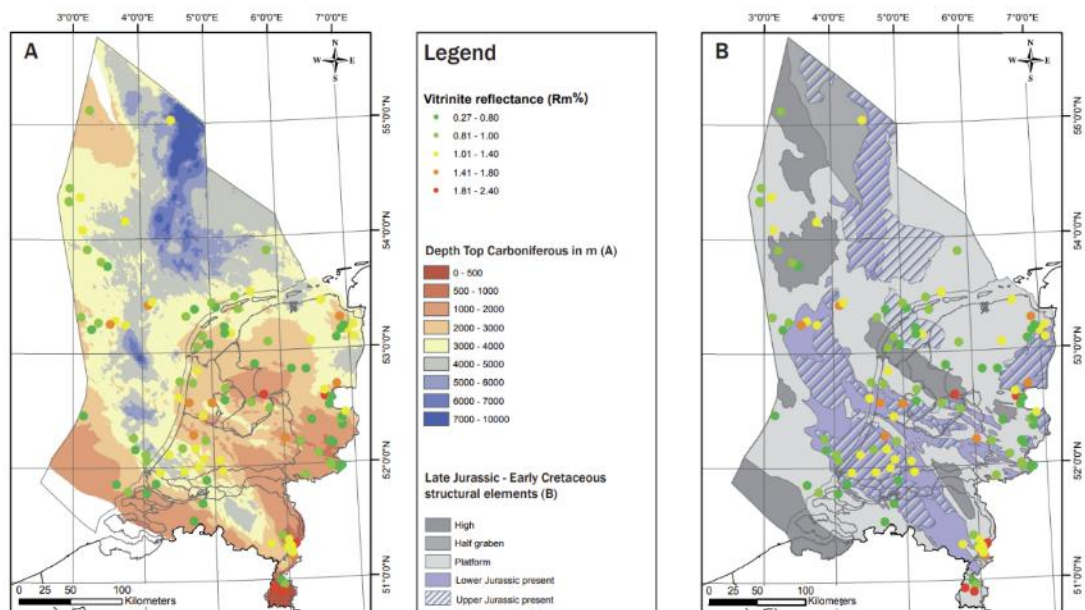 3°0'0"E 4°0'0"E 5°0'0"E 6°0'0"E 7°0'0"E
A
N
W E
S
55°0'0"N
54°0'0"N
53°0'0"N
52°0'0"N
51°0'0"N
0 25 50 100
Kilometers
Legend
Vitrinite reflectance (Rm%)
0.27 - 0.80
0.81 - 1.00
1.01 - 1.40
1.41 - 1.80
1.81 - 2.40
Depth Top Carboniferous in m (A)
0 - 500
500 - 1000
1000 - 2000
2000 - 3000
3000 - 4000
4000 - 5000
5000 - 6000
6000 - 7000
7000 - 10000
Late Jurassic - Early Cretaceous
structural elements (B)
High
Half graben
Platform
Lower Jurassic present
Upper Jurassic present
3°0'0"E 4°0'0"E 5°0'0"E 6°0'0"E 7°0'0"E
B
N
W E
S
55°0'0"N
54°0'0"N
53°0'0"N
52°0'0"N
51°0'0"N
0 25 50 100
Kilometers